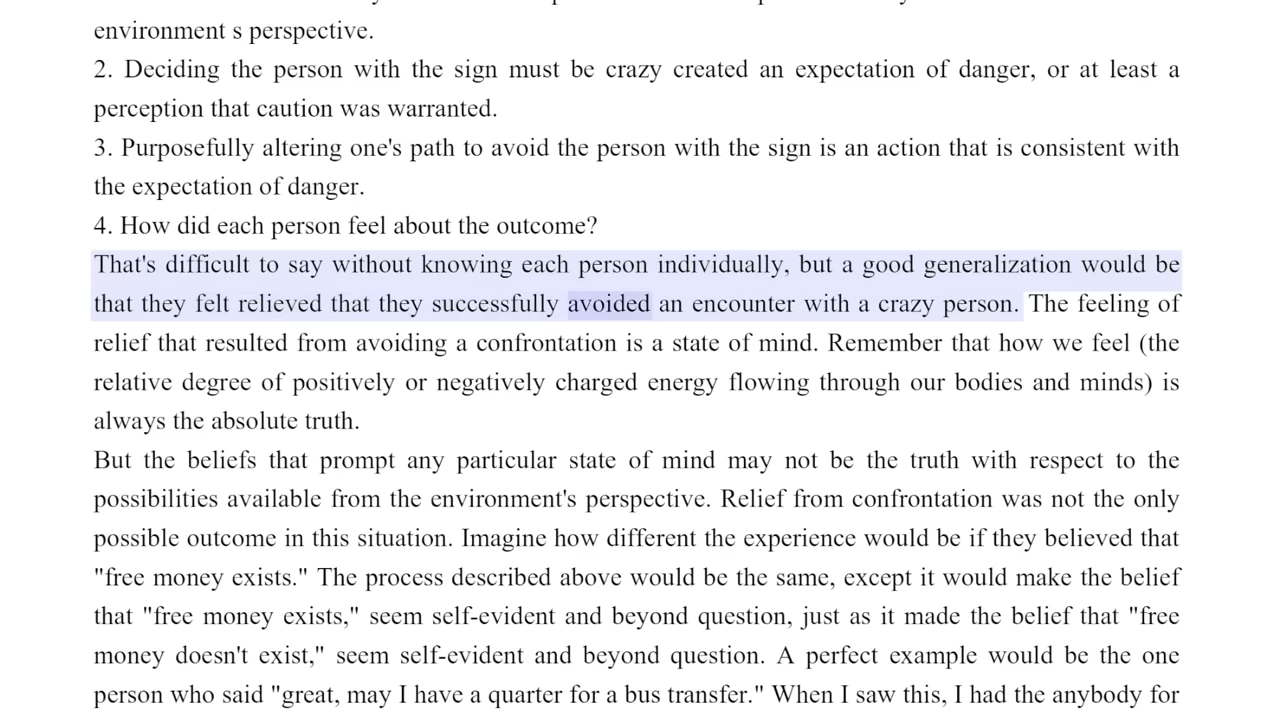 environment s perspective.
2. Deciding the person with the sign must be crazy created an expectation of danger, or at least a
perception that caution was warranted.
3. Purposefully altering one's path to avoid the person with the sign is an action that is consistent with
the expectation of danger.
4. How did each person feel about the outcome?
That's difficult to say without knowing each person individually, but a good generalization would be
that they felt relieved that they successfully avoided an encounter with a crazy person. The feeling of
relief that resulted from avoiding a confrontation is a state of mind. Remember that how we feel (the
relative degree of positively or negatively charged energy flowing through our bodies and minds) is
always the absolute truth.
But the beliefs that prompt any particular state of mind may not be the truth with respect to the
possibilities available from the environment's perspective. Relief from confrontation was not the only
possible outcome in this situation. Imagine how different the experience would be if they believed that
"free money exists." The process described above would be the same, except it would make the belief
that "free money exists," seem self-evident and beyond question, just as it made the belief that "free
money doesn't exist," seem self-evident and beyond question. A perfect example would be the one
person who said "great, may I have a quarter for a bus transfer." When I saw this, I had the anybody for